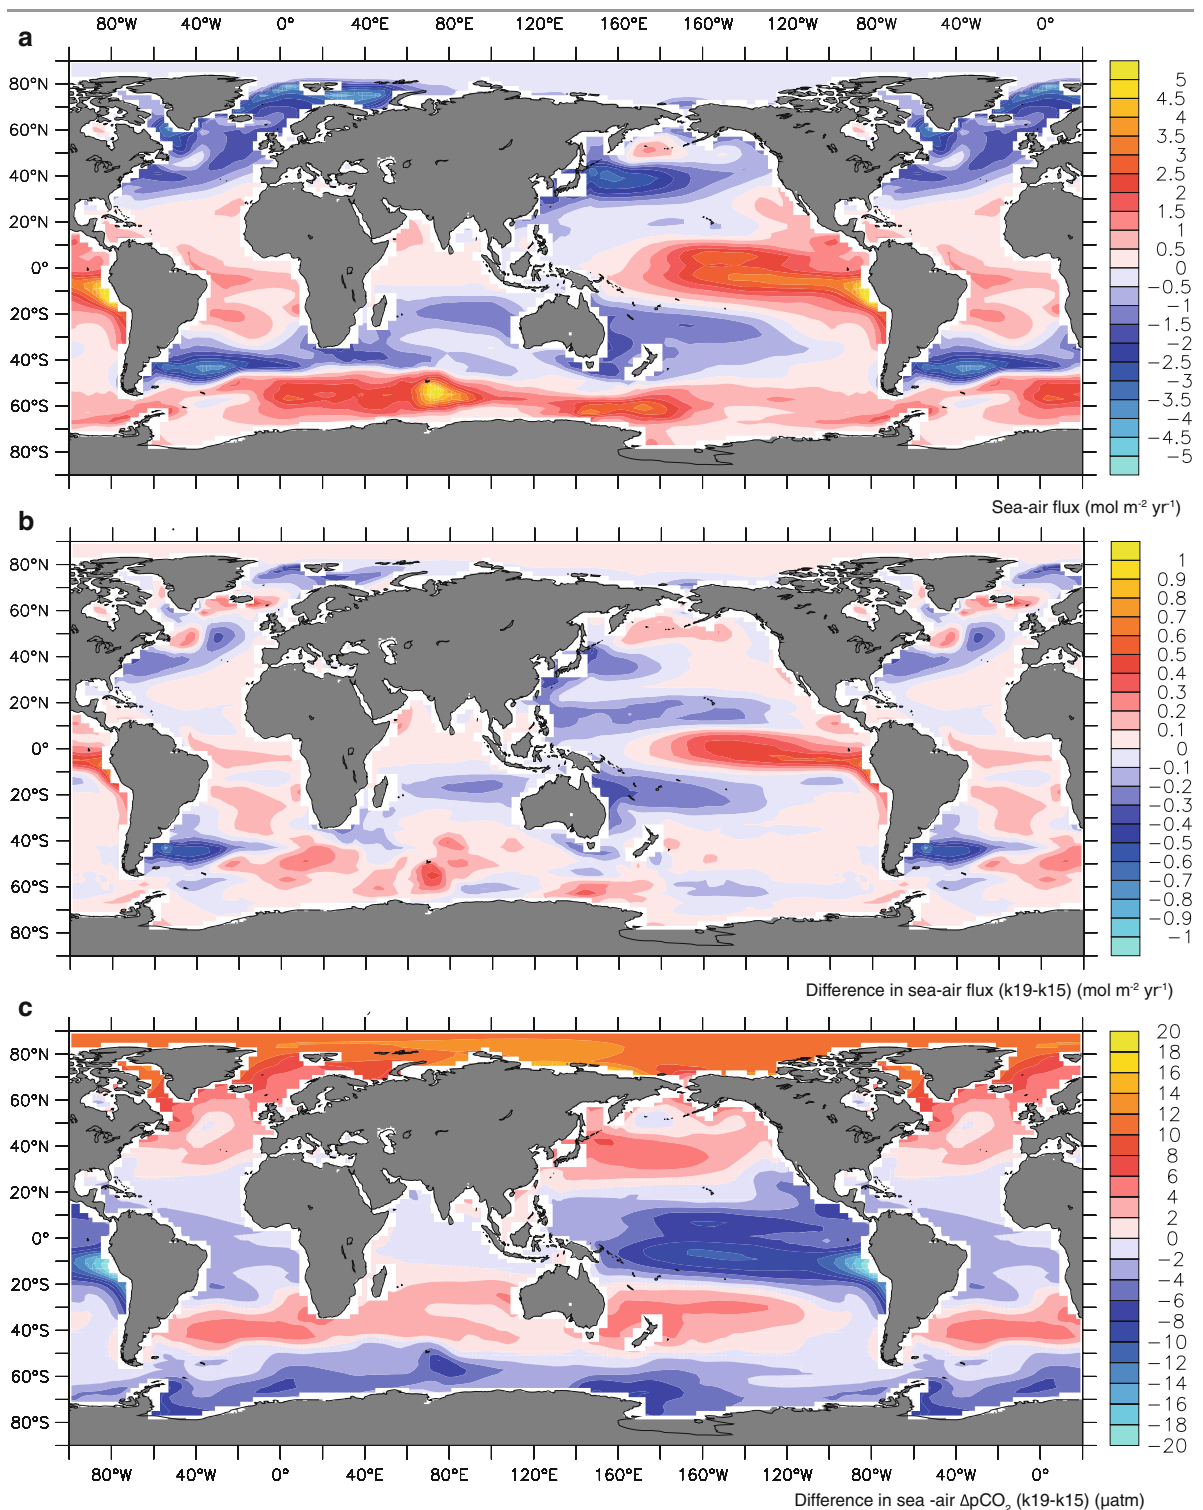 80°W 40°W 0° 40°E 80°E 120°E 160°E 160°W 120°W 80°W 40°W 0°
a
80°N
60°N
40°N
20°N
0°
20°S
40°S
60°S
80°S
5
4.5
4
3.5
3
2.5
2
1.5
1
0.5
0
−0.5
−1
−1.5
−2
−2.5
−3
−3.5
−4
−4.5
−5
Sea-air flux (mol m⁻² yr⁻¹)
b
80°N
60°N
40°N
20°N
0°
20°S
40°S
60°S
80°S
1
0.9
0.8
0.7
0.6
0.5
0.4
0.3
0.2
0.1
0
−0.1
−0.2
−0.3
−0.4
−0.5
−0.6
−0.7
−0.8
−0.9
−1
Difference in sea-air flux (k19-k15) (mol m⁻² yr⁻¹)
c
80°N
60°N
40°N
20°N
0°
20°S
40°S
60°S
80°S
20
18
16
14
12
10
8
6
4
2
0
−2
−4
−6
−8
−10
−12
−14
−16
−18
−20
80°W 40°W 0° 40°E 80°E 120°E 160°E 160°W 120°W 80°W 40°W 0°
Difference in sea -air ΔpCO₂ (k19-k15) (µatm)